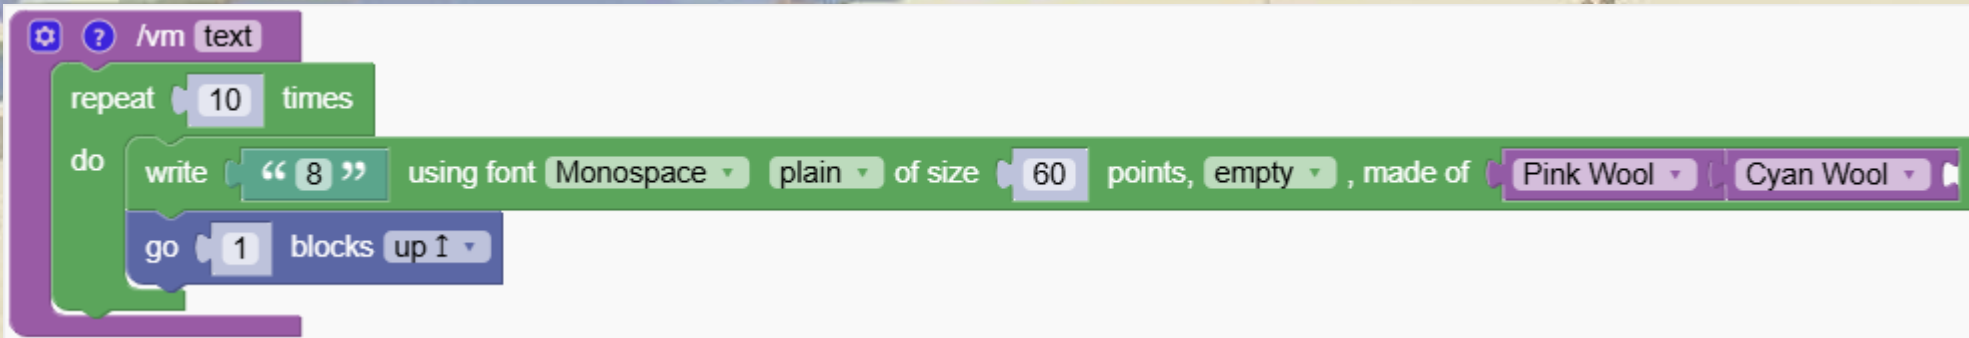 ? /vm text
repeat 10 times
do write “ 8 ” using font Monospace plain of size 60 points, empty , made of Pink Wool Cyan Wool
go 1 blocks up ↥